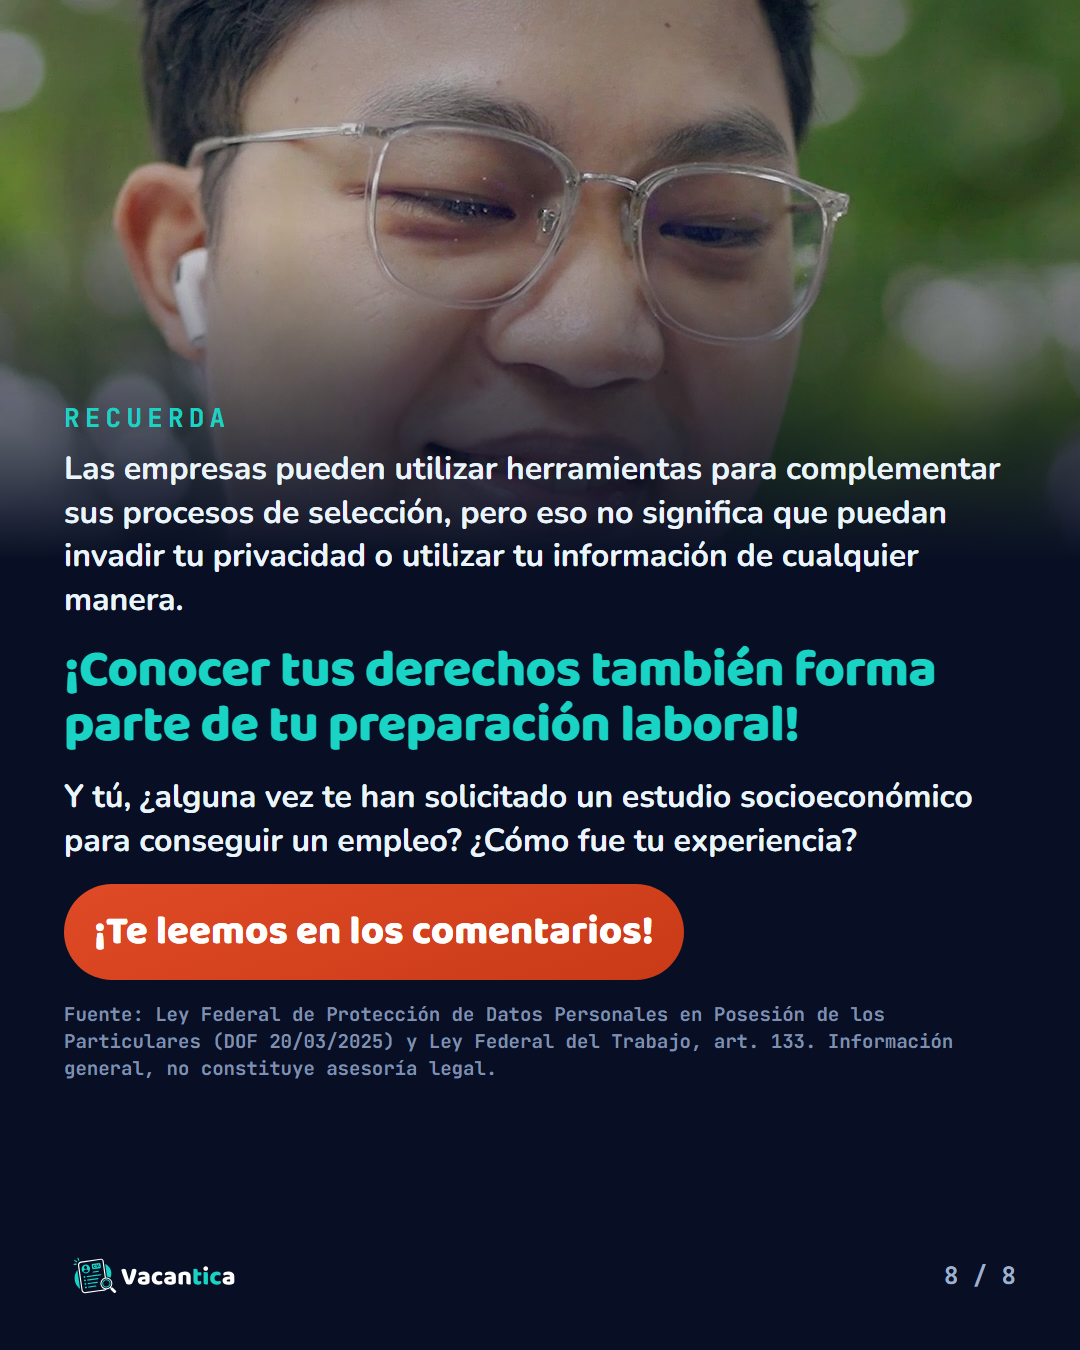 RECUERDA
Las empresas pueden utilizar herramientas para complementar
sus procesos de selección, pero eso no significa que puedan
invadir tu privacidad o utilizar tu información de cualquier
manera.
¡Conocer tus derechos también forma
parte de tu preparación laboral!
Y tú, ¿alguna vez te han solicitado un estudio socioeconómico
para conseguir un empleo? ¿Cómo fue tu experiencia?
¡Te leemos en los comentarios!
Fuente: Ley Federal de Protección de Datos Personales en Posesión de los
Particulares (DOF 20/03/2025) y Ley Federal del Trabajo, art. 133. Información
general, no constituye asesoría legal.
Vacantica
8 / 8